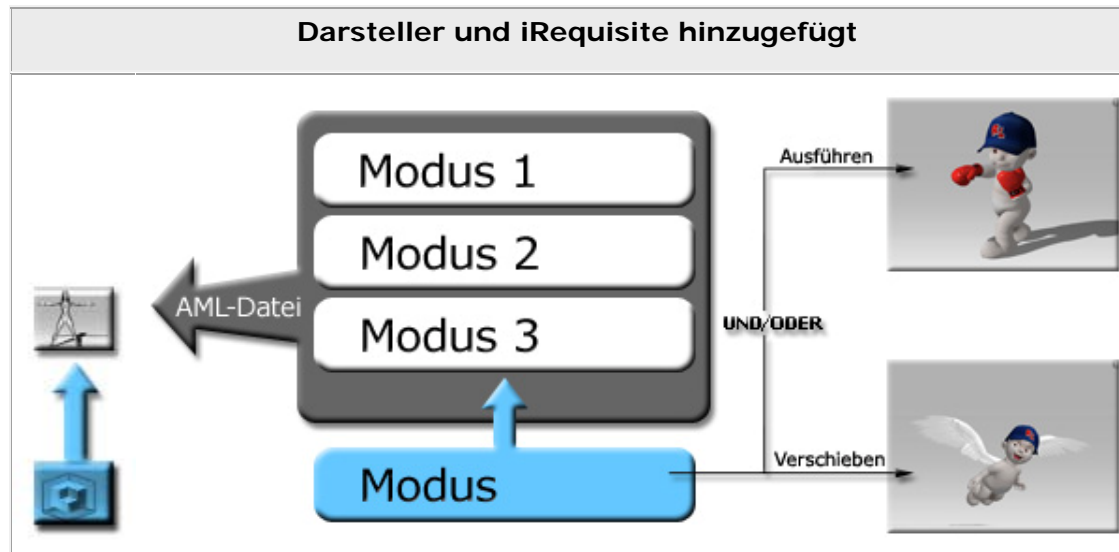 Darsteller und iRequisite hinzugefügt
Modus 1
Modus 2
Modus 3
AML-Datei
Modus
Ausführen
UND/ODER
Verschieben